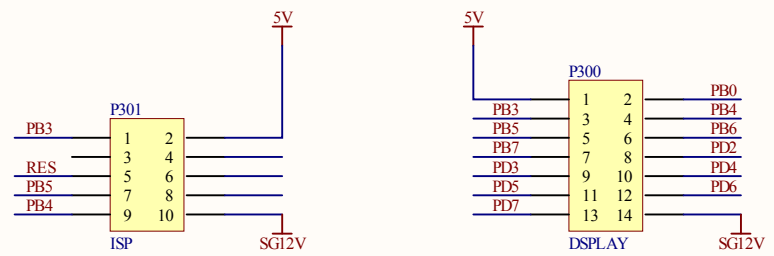 5V
P301
PB3 1 2
3 4
RES 5 6
PB5 7 8
PB4 9 10
ISP SG12V
5V
P300
1 2 PB0
PB3 3 4 PB4
PB5 5 6 PB6
PB7 7 8 PD2
PD3 9 10 PD4
PD5 11 12 PD6
PD7 13 14
DSPLAY SG12V